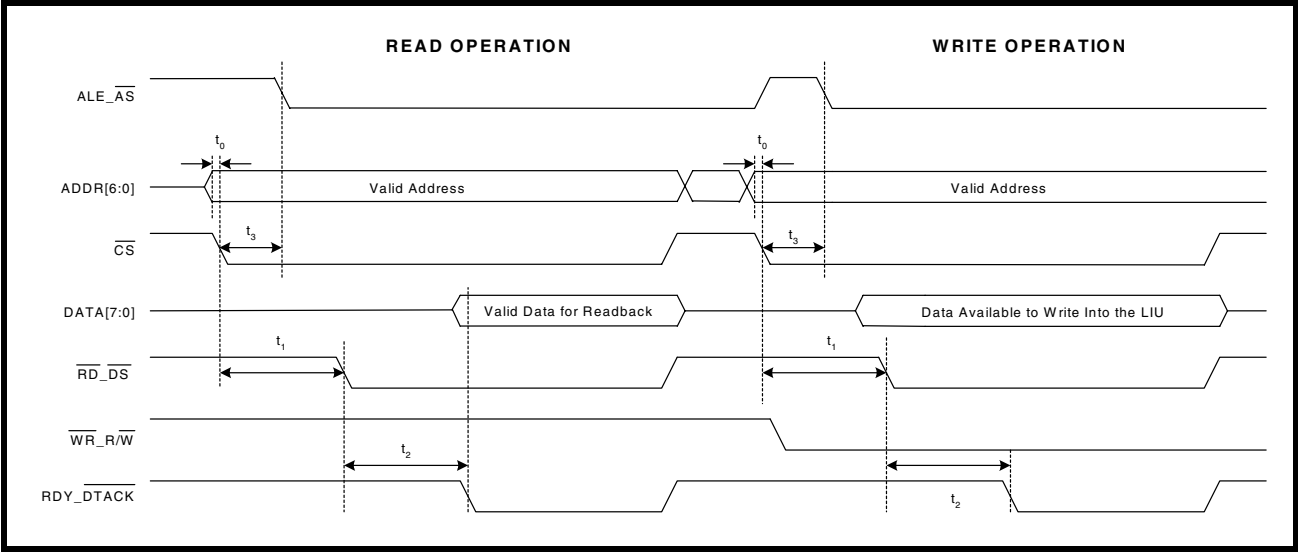 READ OPERATION WRITE OPERATION
ALE_AS
t0 t0
ADDR[6:0] Valid Address Valid Address
t3 t3
CS
DATA[7:0] Valid Data for Readback Data Available to Write Into the LIU
t1 t1
RD_DS
WR_R/W
t2
RDY_DTACK
t2